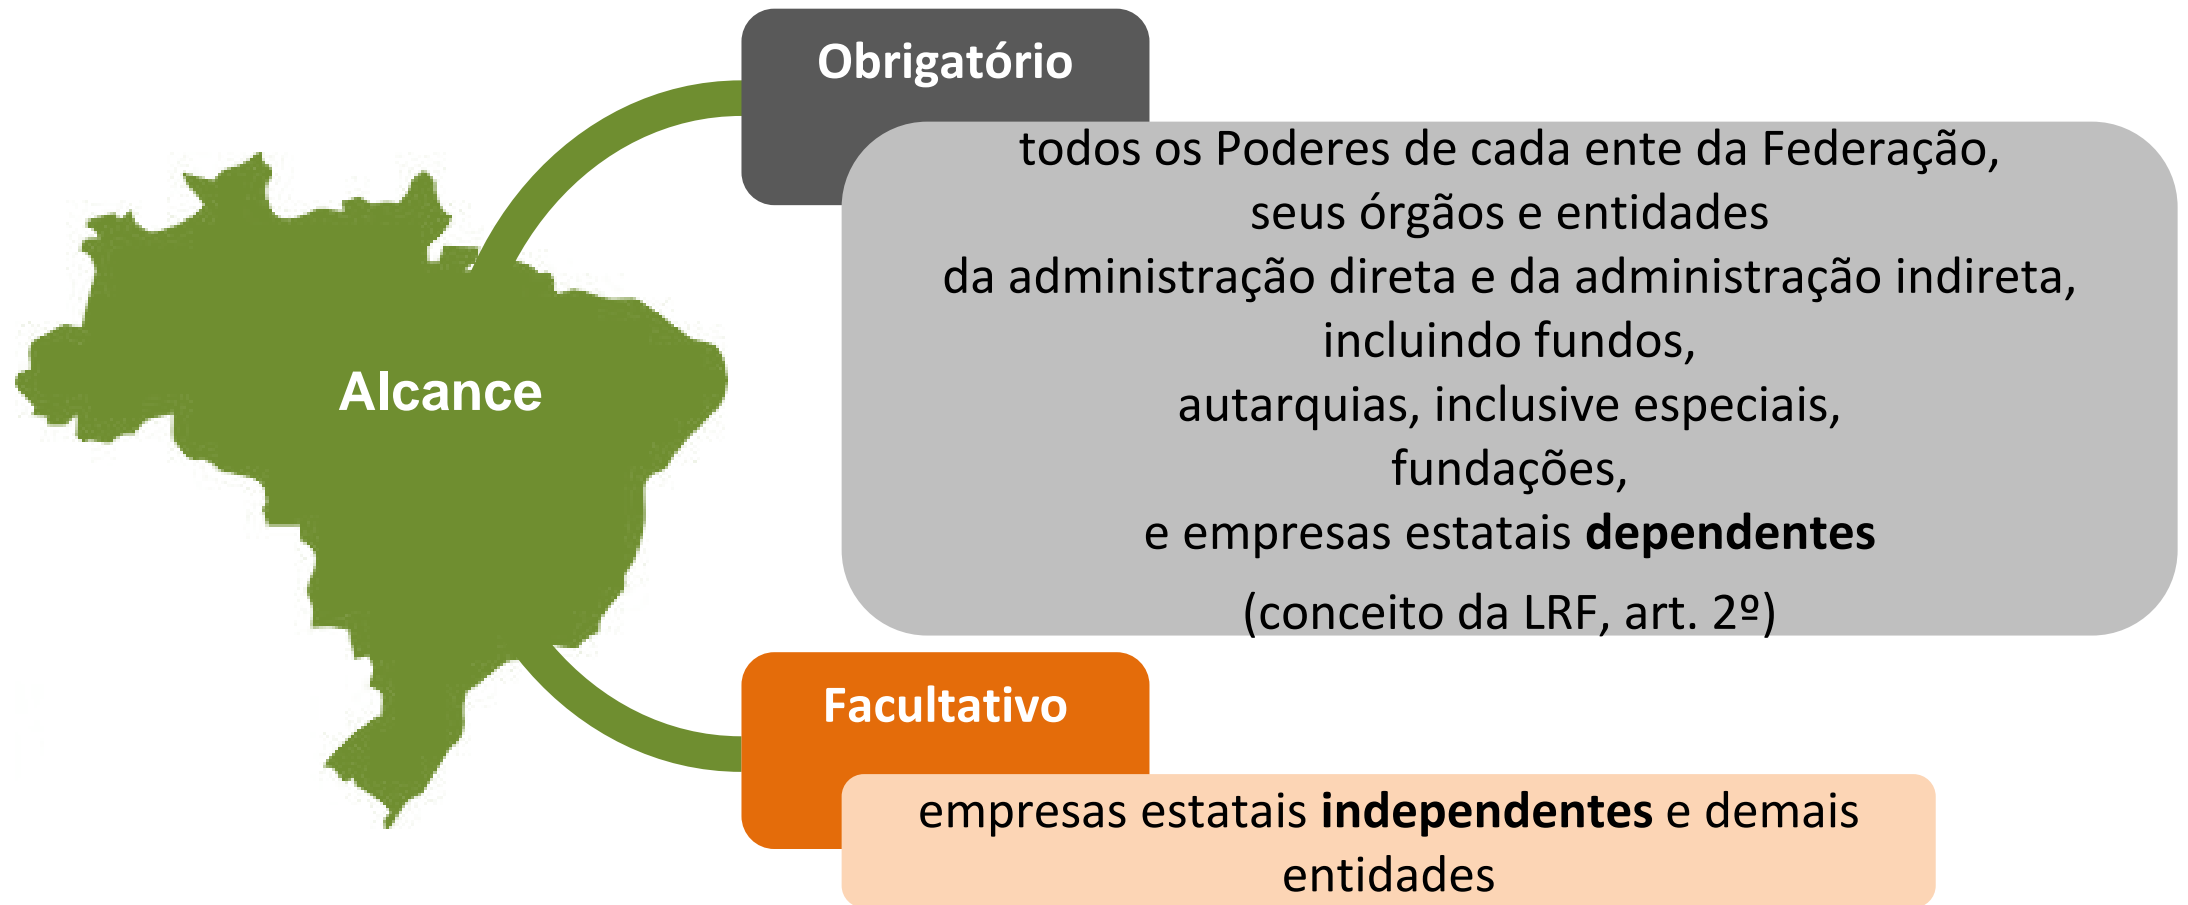 Alcance
Obrigatório
todos os Poderes de cada ente da Federação,
seus órgãos e entidades
da administração direta e da administração indireta,
incluindo fundos,
autarquias, inclusive especiais,
fundações,
e empresas estatais dependentes
(conceito da LRF, art. 2º)
Facultativo
empresas estatais independentes e demais
entidades